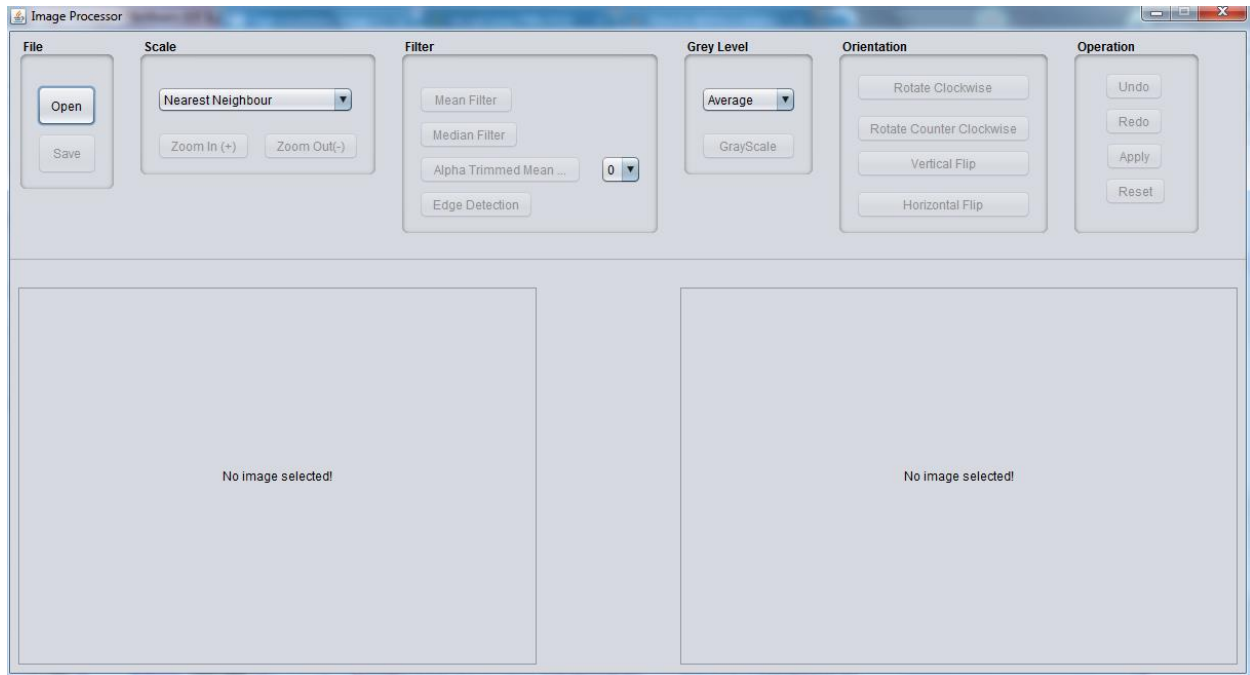 Image Processor
File
Open
Save
Scale
Nearest Neighbour
Zoom In (+) Zoom Out(-)
Filter
Mean Filter
Median Filter
Alpha Trimmed Mean ... 0
Edge Detection
Grey Level
Average
GrayScale
Orientation
Rotate Clockwise
Rotate Counter Clockwise
Vertical Flip
Horizontal Flip
Operation
Undo
Redo
Apply
Reset
No image selected!
No image selected!